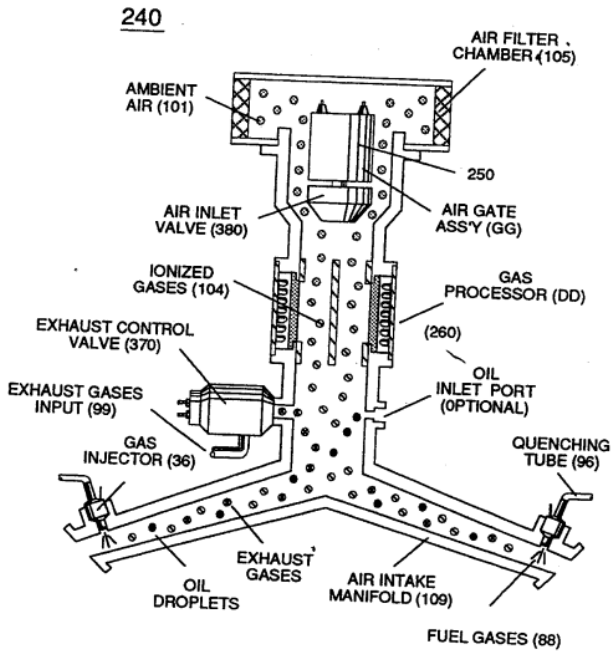 240
AIR FILTER
CHAMBER (105)
AMBIENT
AIR (101)
250
AIR INLET
VALVE (380)
AIR GATE
ASS'Y (GG)
IONIZED
GASES (104)
GAS
PROCESSOR (DD)
EXHAUST CONTROL
VALVE (370)
(260)
EXHAUST GASES
INPUT (99)
OIL
INLET PORT
(OPTIONAL)
GAS
INJECTOR (36)
QUENCHING
TUBE (96)
EXHAUST
GASES
OIL
DROPLETS
AIR INTAKE
MANIFOLD (109)
FUEL GASES (88)